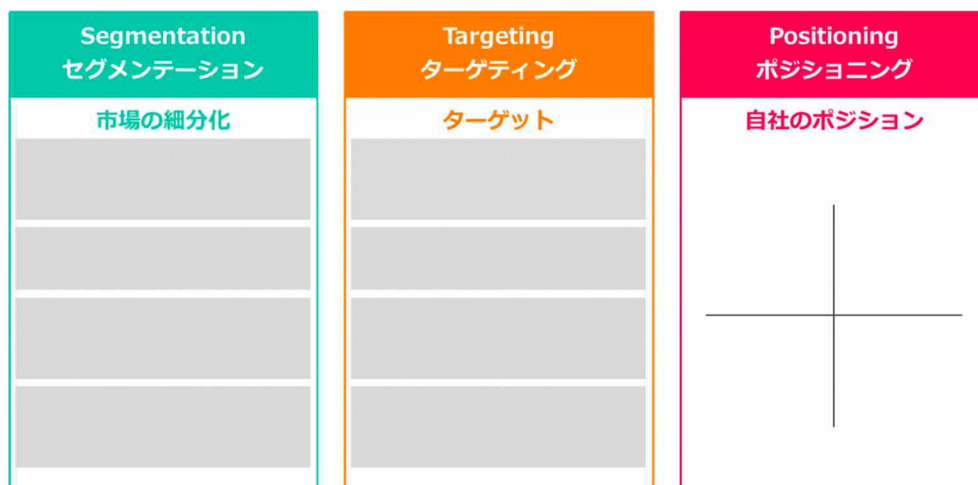 Segmentation
セグメンテーション
市場の細分化
Targeting
ターゲティング
ターゲット
Positioning
ポジショニング
自社のポジション